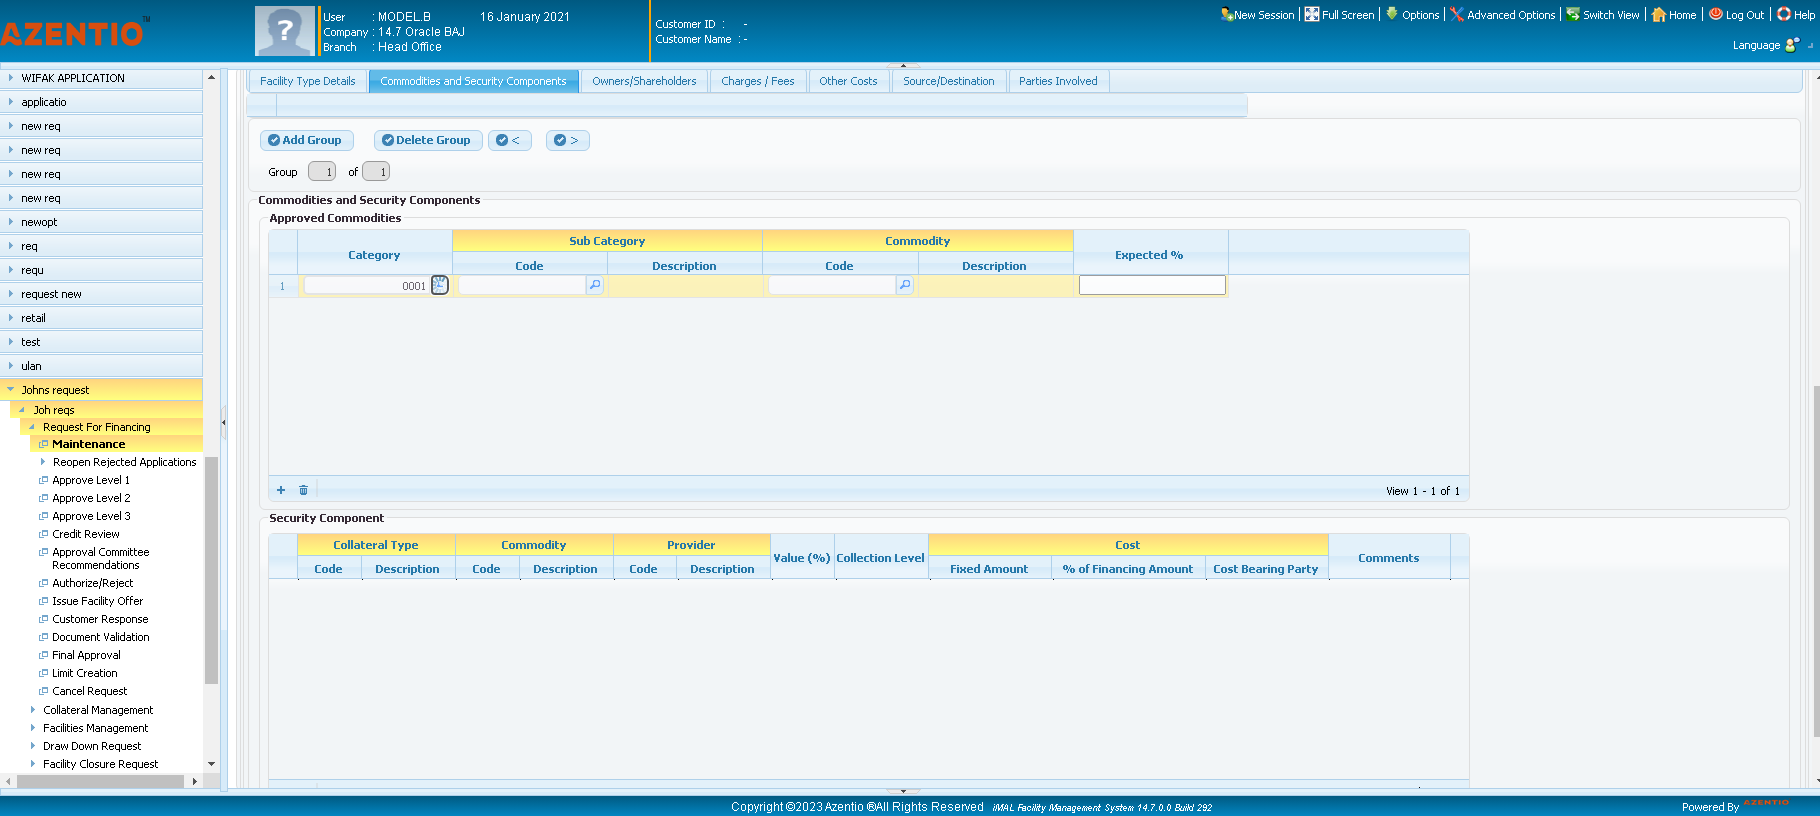 AZENTIO™
User : MODEL.B 16 January 2021
Company : 14.7 Oracle BAJ
Branch : Head Office
Customer ID : -
Customer Name : -
New Session Full Screen Options Advanced Options Switch View Home Log Out Help
Language
WIFAK APPLICATION
applicatio
new req
new req
new req
new req
newopt
req
requ
request new
retail
test
ulan
Johns request
Joh reqs
Request For Financing
Maintenance
Reopen Rejected Applications
Approve Level 1
Approve Level 2
Approve Level 3
Credit Review
Approval Committee
Recommendations
Authorize/Reject
Issue Facility Offer
Customer Response
Document Validation
Final Approval
Limit Creation
Cancel Request
Collateral Management
Facilities Management
Draw Down Request
Facility Closure Request
Facility Type Details Commodities and Security Components Owners/Shareholders Charges / Fees Other Costs Source/Destination Parties Involved
Add Group Delete Group < >
Group 1 of 1
Commodities and Security Components
Approved Commodities
Category Sub Category Commodity Expected %
Code Description Code Description
1 0001
View 1 - 1 of 1
Security Component
Collateral Type Commodity Provider Value (%) Collection Level Cost Comments
Code Description Code Description Code Description Fixed Amount % of Financing Amount Cost Bearing Party
Copyright ©2023 Azentio ®All Rights Reserved iMAL Facility Management System 14.7.0.0 Build 292
Powered By AZENTIO